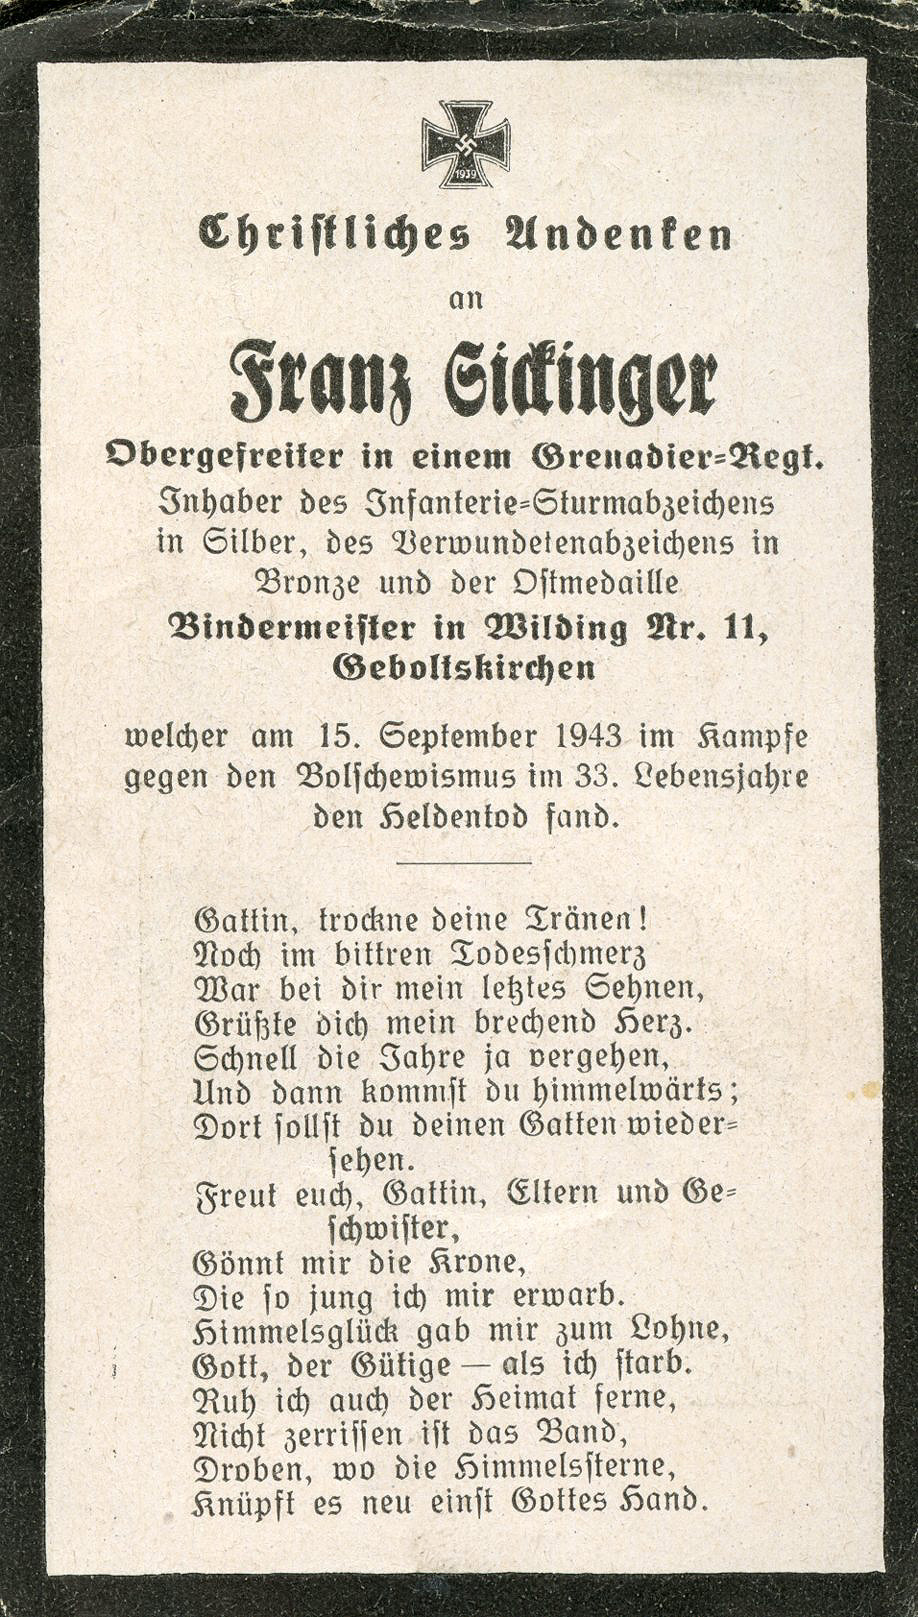 1939
Christliches Andenken
an
Franz Sickinger
Obergefreiter in einem Grenadier-Regt.
Inhaber des Infanterie-Sturmabzeichens
in Silber, des Verwundetenabzeichens in
Bronze und der Ostmedaille
Bindermeister in Wilding Nr. 11,
Geboltskirchen
welcher am 15. September 1943 im Kampfe
gegen den Bolschewismus im 33. Lebensjahre
den Heldentod fand.
Gattin, trockne deine Tränen!
Noch im bittren Todesschmerz
War bei dir mein letztes Sehnen,
Grüßte dich mein brechend Herz.
Schnell die Jahre ja vergehen,
Und dann kommst du himmelwärts;
Dort sollst du deinen Gatten wieder-
sehen.
Freut euch, Gattin, Eltern und Ge-
schwister,
Gönnt mir die Krone,
Die so jung ich mir erwarb.
Himmelsglück gab mir zum Lohne,
Gott, der Gütige — als ich starb.
Ruh ich auch der Heimat ferne,
Nicht zerrissen ist das Band,
Droben, wo die Himmelssterne,
Knüpft es neu einst Gottes Hand.